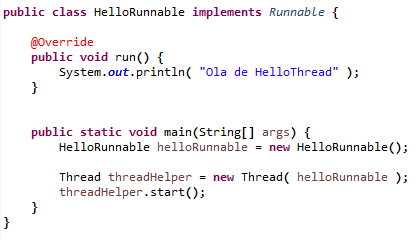 public class HelloRunnable implements Runnable {
@Override
public void run() {
System.out.println( "Ola de HelloThread" );
}
public static void main(String[] args) {
HelloRunnable helloRunnable = new HelloRunnable();
Thread threadHelper = new Thread( helloRunnable );
threadHelper.start();
}
}